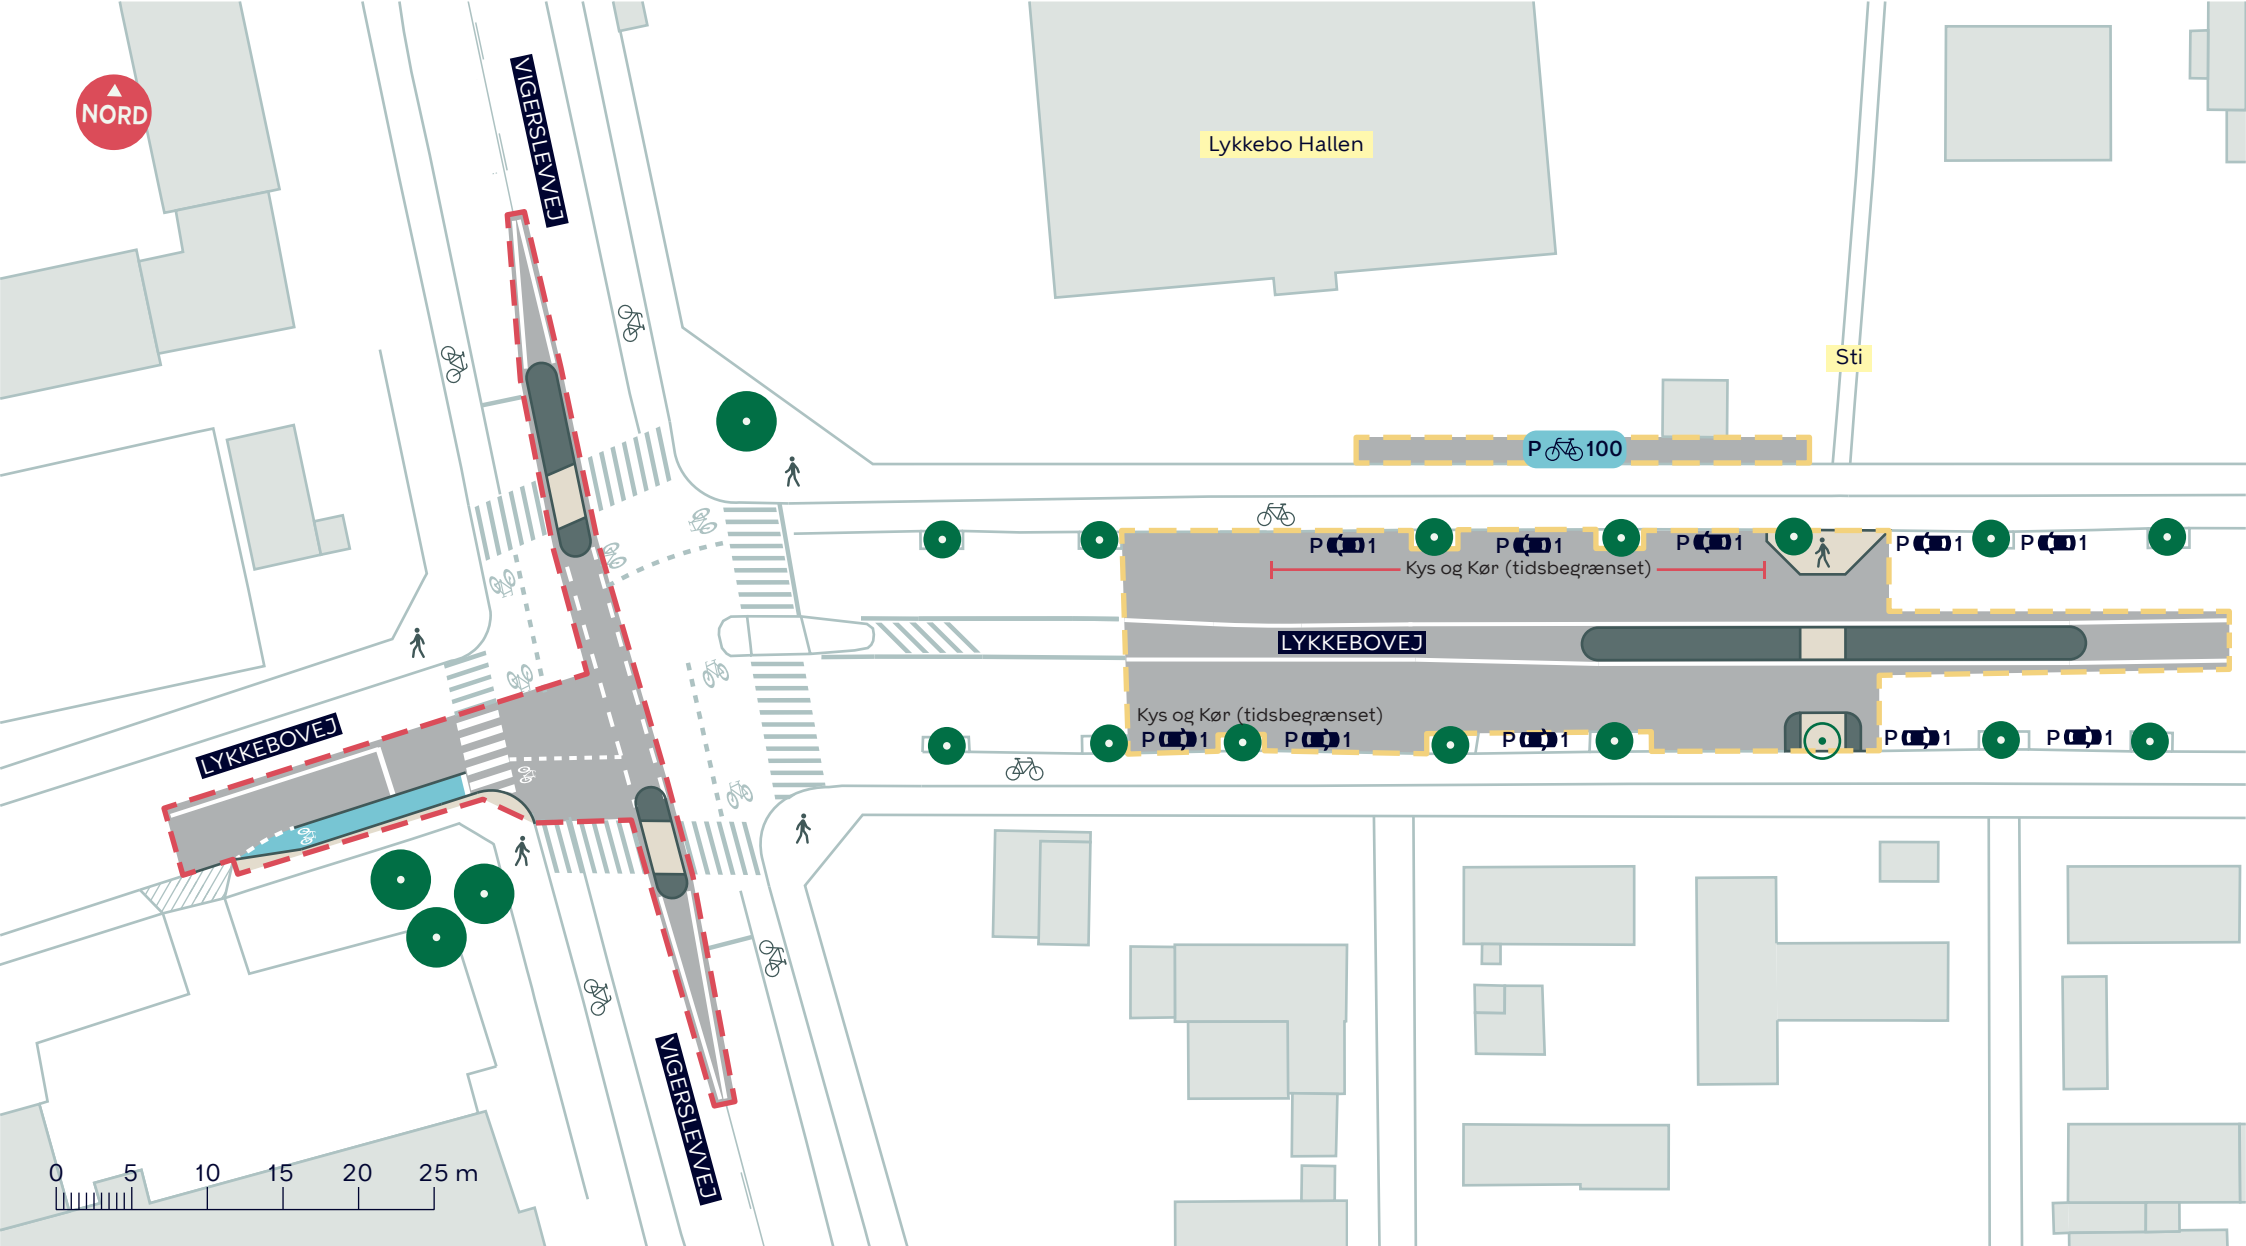 VIGERSLEVVEJ
NORD
Lykkebo Hallen
Sti
P 100
P 1
P 1
P 1
P 1
P 1
Kys og Kør (tidsbegrænset)
LYKKEBOVEJ
LYKKEBOVEJ
Kys og Kør (tidsbegrænset)
P 1
P 1
P 1
P 1
P 1
VIGERSLEVVEJ
0 5 10 15 20 25 m